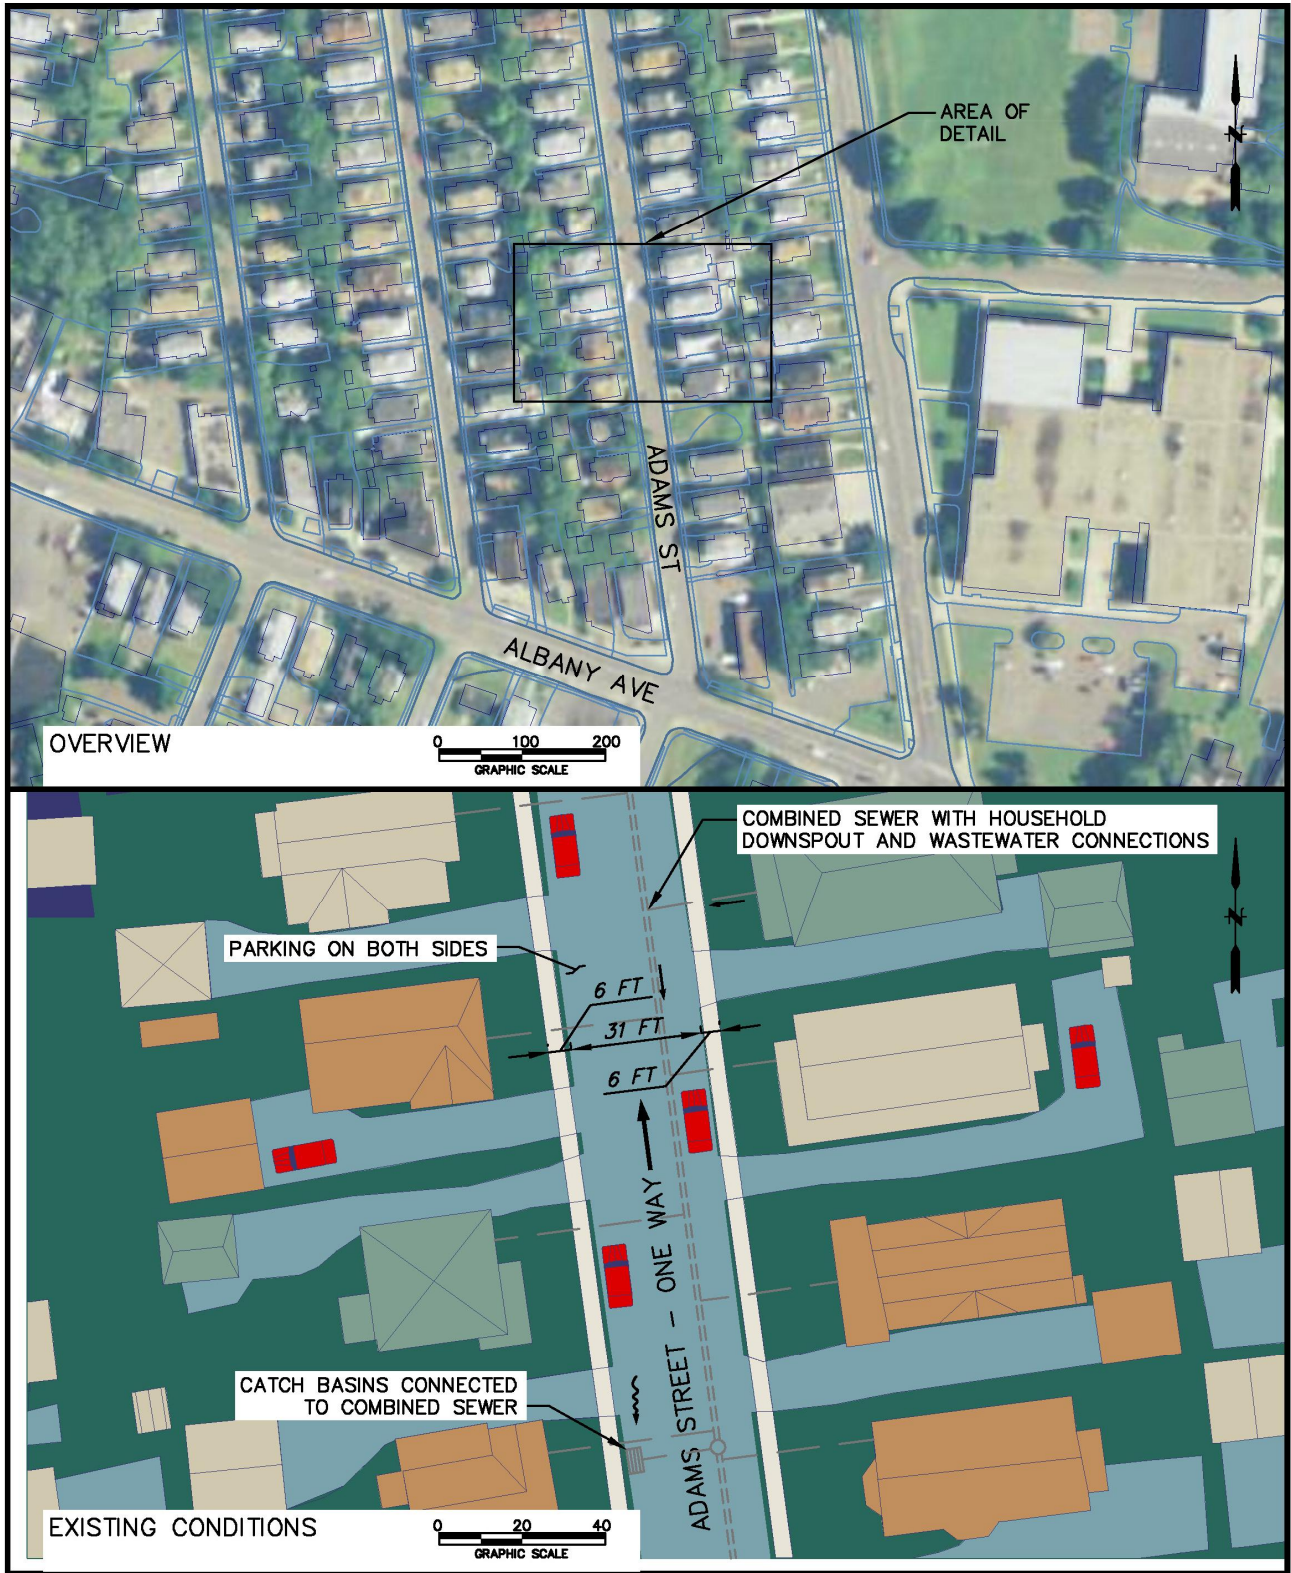 AREA OF
DETAIL
N
ADAMS ST
ALBANY AVE
OVERVIEW
0 100 200
GRAPHIC SCALE
COMBINED SEWER WITH HOUSEHOLD
DOWNSPOUT AND WASTEWATER CONNECTIONS
N
PARKING ON BOTH SIDES
6 FT
31 FT
6 FT
ADAMS STREET - ONE WAY
CATCH BASINS CONNECTED
TO COMBINED SEWER
EXISTING CONDITIONS
0 20 40
GRAPHIC SCALE